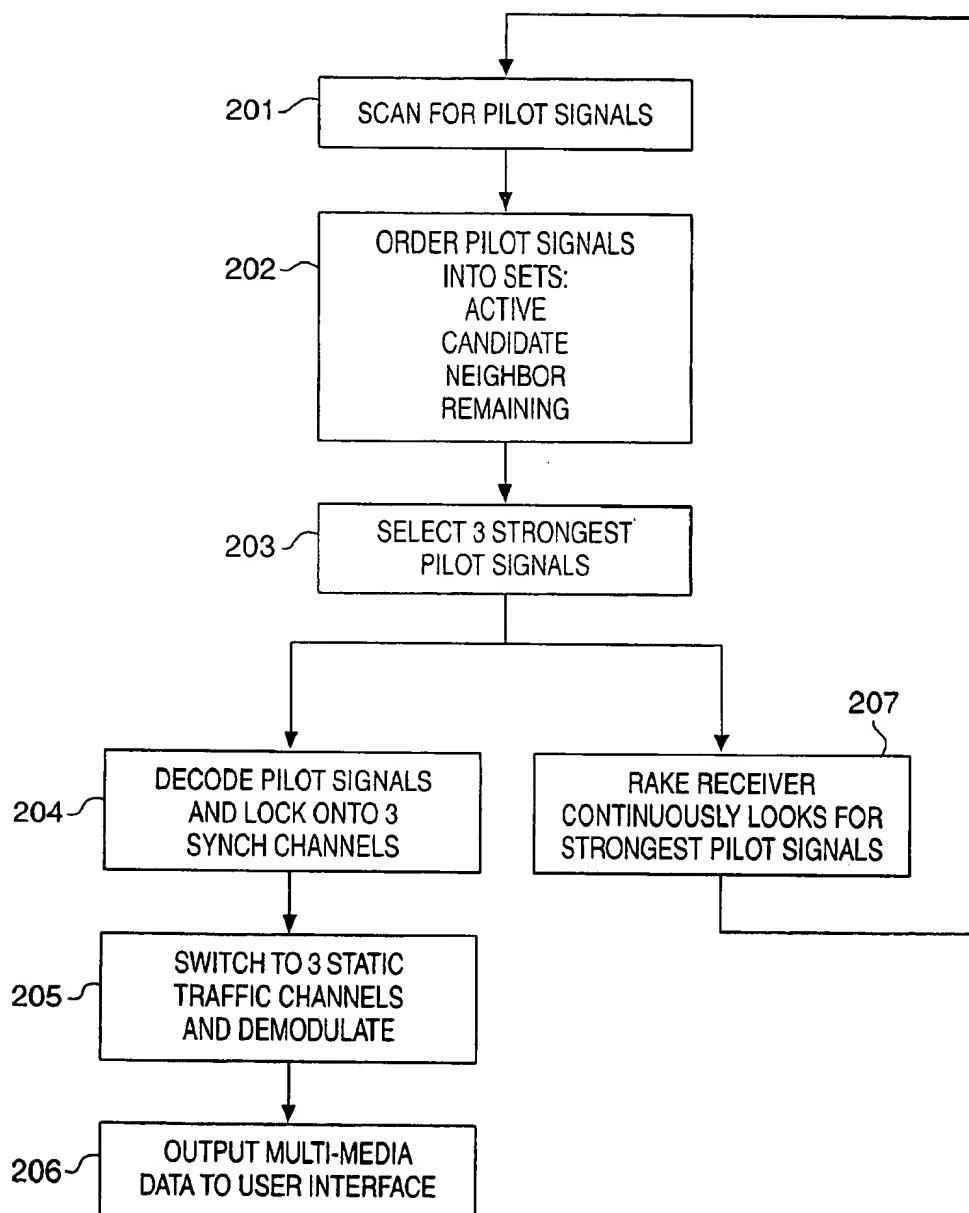 201
SCAN FOR PILOT SIGNALS
202
ORDER PILOT SIGNALS
INTO SETS:
ACTIVE
CANDIDATE
NEIGHBOR
REMAINING
203
SELECT 3 STRONGEST
PILOT SIGNALS
204
DECODE PILOT SIGNALS
AND LOCK ONTO 3
SYNCH CHANNELS
207
RAKE RECEIVER
CONTINUOUSLY LOOKS FOR
STRONGEST PILOT SIGNALS
205
SWITCH TO 3 STATIC
TRAFFIC CHANNELS
AND DEMODULATE
206
OUTPUT MULTI-MEDIA
DATA TO USER INTERFACE